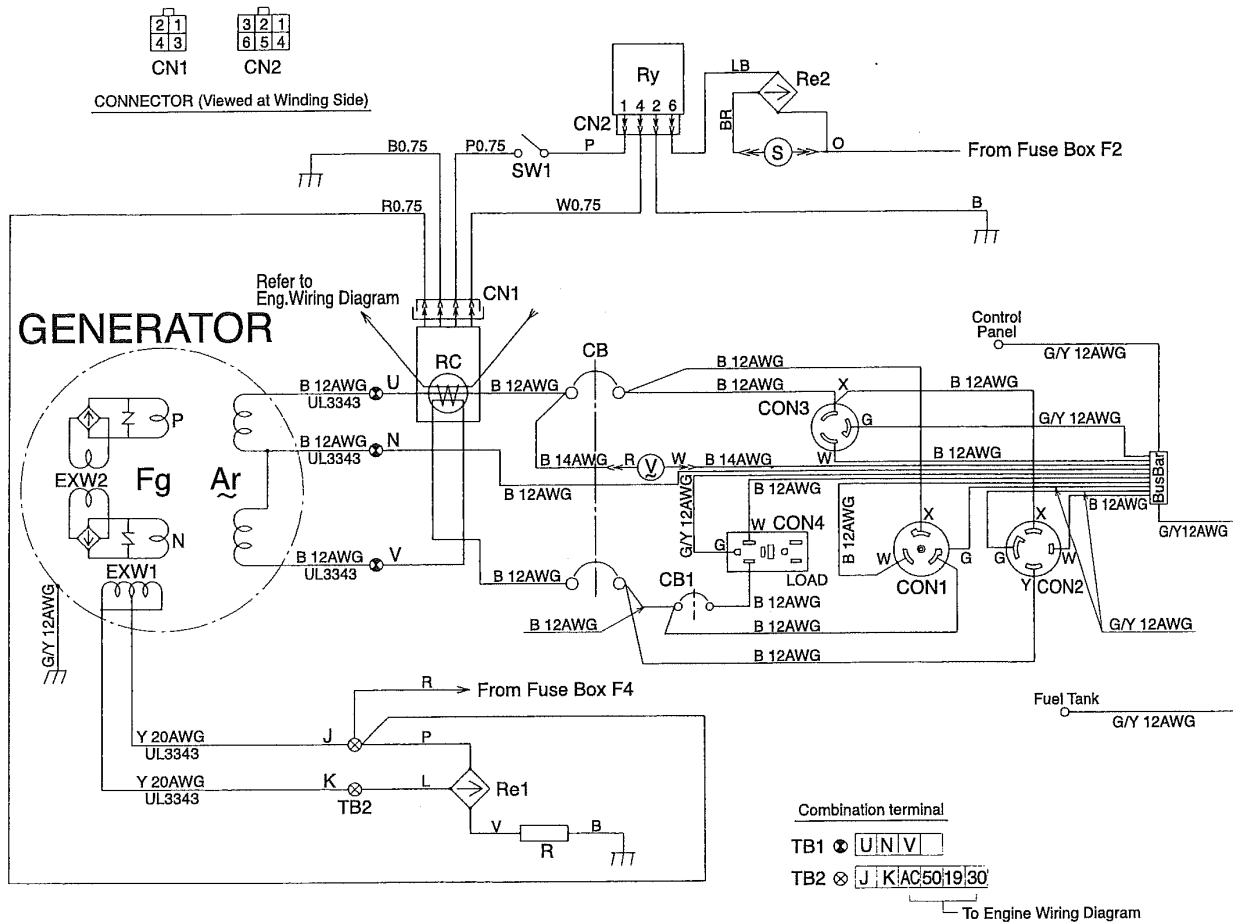 2 1
4 3
CN1
3 2 1
6 5 4
CN2
CONNECTOR (Viewed at Winding Side)
Ry
1 4 2 6
CN2
LB
Re2
BR
S
O
From Fuse Box F2
B0.75
P0.75
SW1
P
R0.75
W0.75
B
Refer to
Eng.Wiring Diagram
CN1
GENERATOR
RC
CB
Control
Panel
G/Y 12AWG
B 12AWG
UL3343
U
B 12AWG
B 12AWG
B 12AWG
X
B 12AWG
CON3
G
G/Y 12AWG
W
P
EXW2
Fg
Ar
~
N
EXW1
B 12AWG
UL3343
N
B 14AWG
R
V
W
B 14AWG
B 12AWG
B 12AWG
BusBar
B 12AWG
G/Y12AWG
G/Y 12AWG
B 12AWG
W
CON4
G
LOAD
B 12AWG
X
W
G
CON1
X
G
W
Y
CON2
B 12AWG
UL3343
V
B 12AWG
CB1
B 12AWG
B 12AWG
B 12AWG
G/Y 12AWG
B 12AWG
G/Y 12AWG
R
From Fuse Box F4
Fuel Tank
G/Y 12AWG
Y 20AWG
UL3343
J
P
Y 20AWG
UL3343
K
TB2
L
Re1
V
R
B
Combination terminal
TB1 U N V
TB2 J K AC 50 19 30
To Engine Wiring Diagram